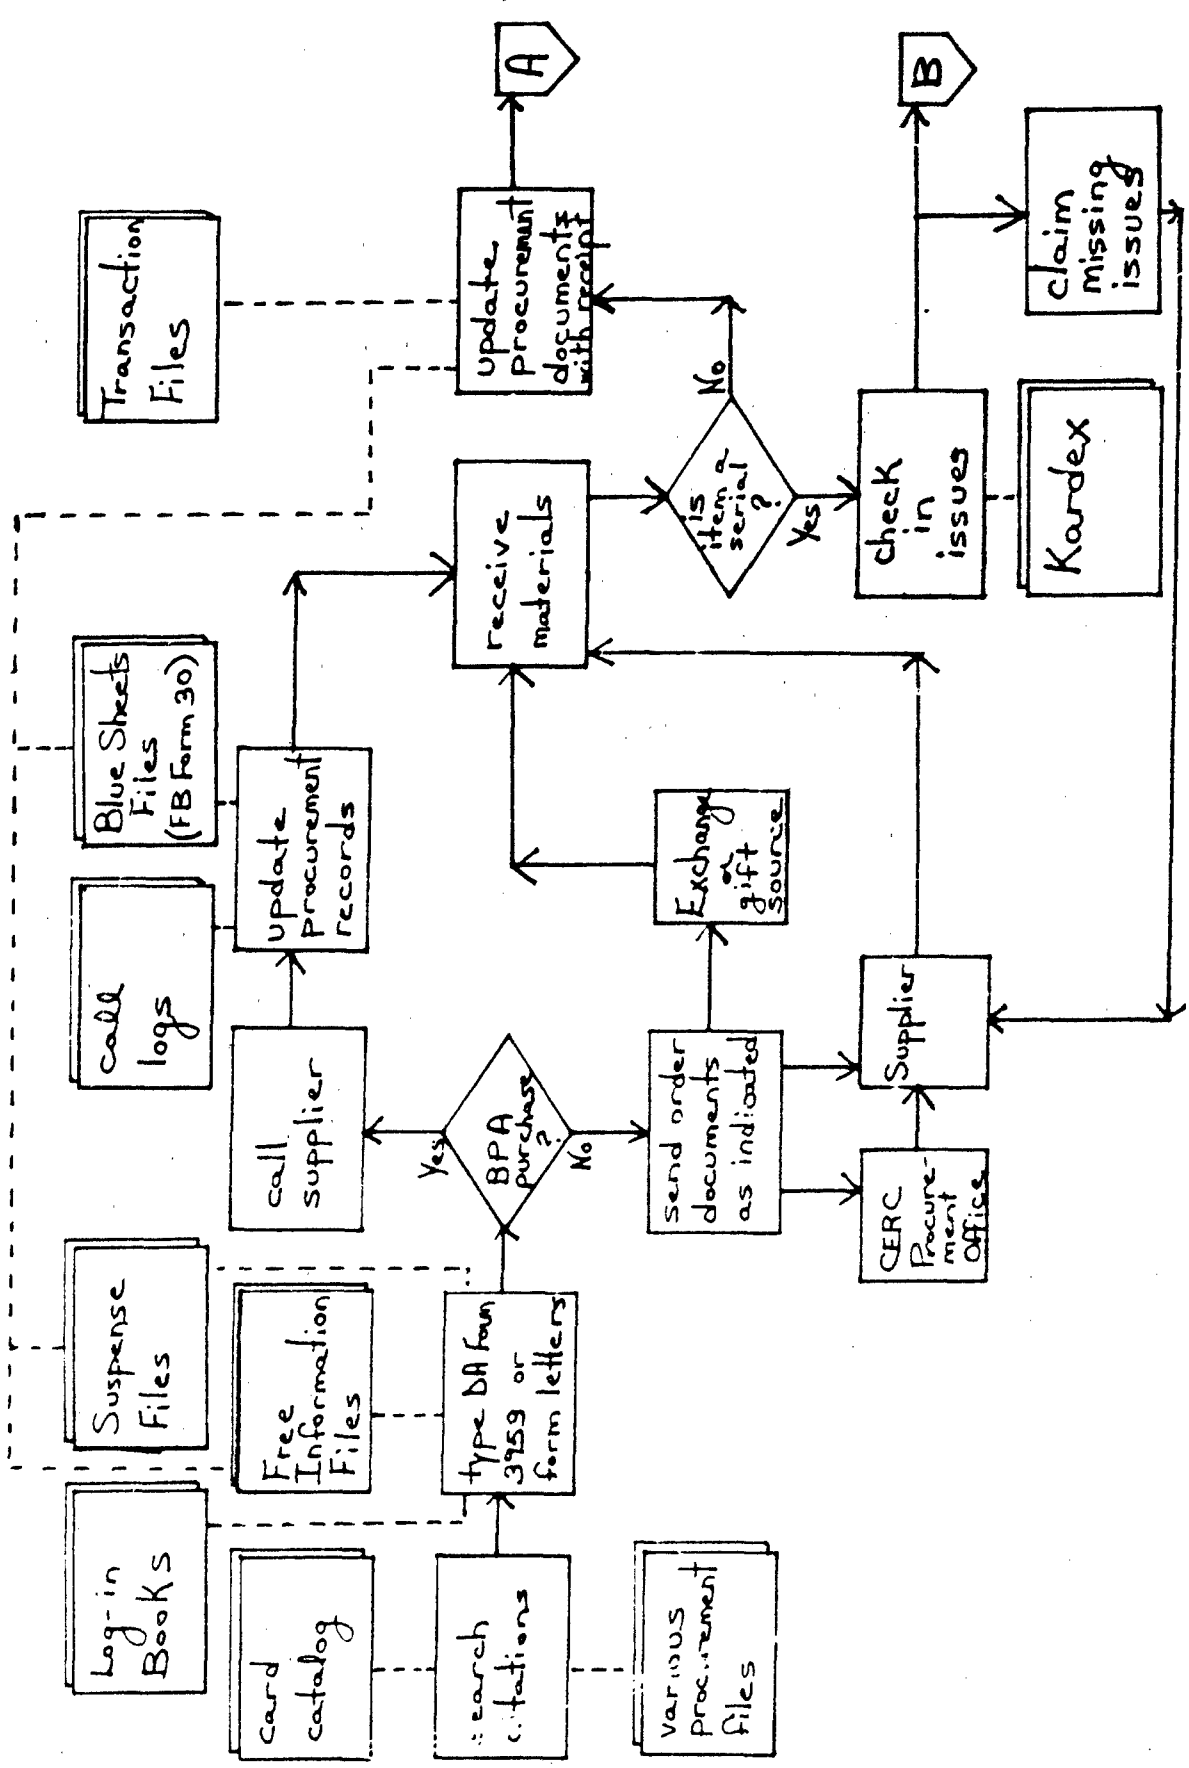 Log-in
Books
Suspense
Files
Call
logs
Blue Sheets
Files
(FB Form 30)
Transaction
Files
Card
catalog
Free
Information
Files
call
supplier
update
procurement
records
search
citations
type DA Form
3959 or
form letters
BPA
purchase
?
Yes
No
receive
materials
update
procurement
documents
with receipt
A
various
procurement
files
send order
documents
as indicated
Exchange
or
gift
source
is
item a
serial
?
No
Yes
CERC
Procure-
ment
Office
Supplier
check
in
issues
B
Kardex
claim
missing
issues